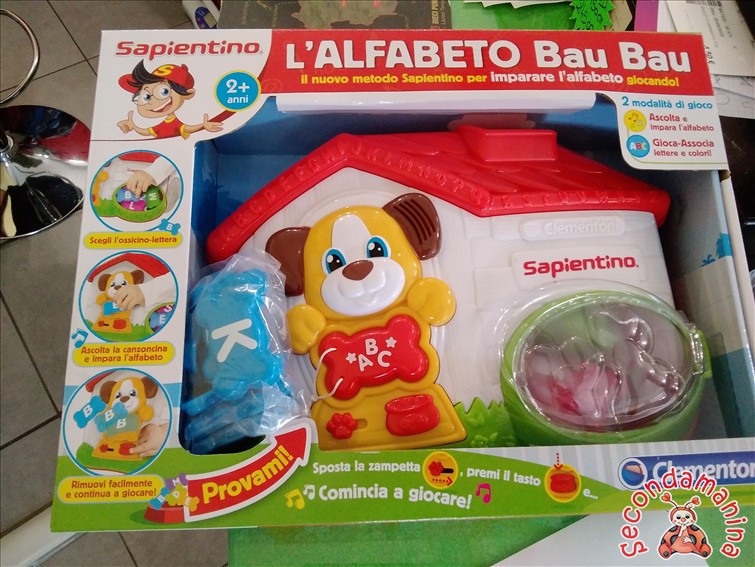 Sapientino®
L'ALFABETO Bau Bau
il nuovo metodo Sapientino per imparare l'alfabeto giocando!
2+
anni
2 modalità di gioco
Ascolta e
impara l'alfabeto
ABC
Gioca-Associa
lettere e colori!
Scegli l'ossicino-lettera
Ascolta la canzoncina
e impara l'alfabeto
Rimuovi facilmente
e continua a giocare!
clementoni
Sapientino®
K
B
A C
B B
B
Provami!
Sposta la zampetta , premi il tasto e...
Comincia a giocare!
Clementoni
secondamanina